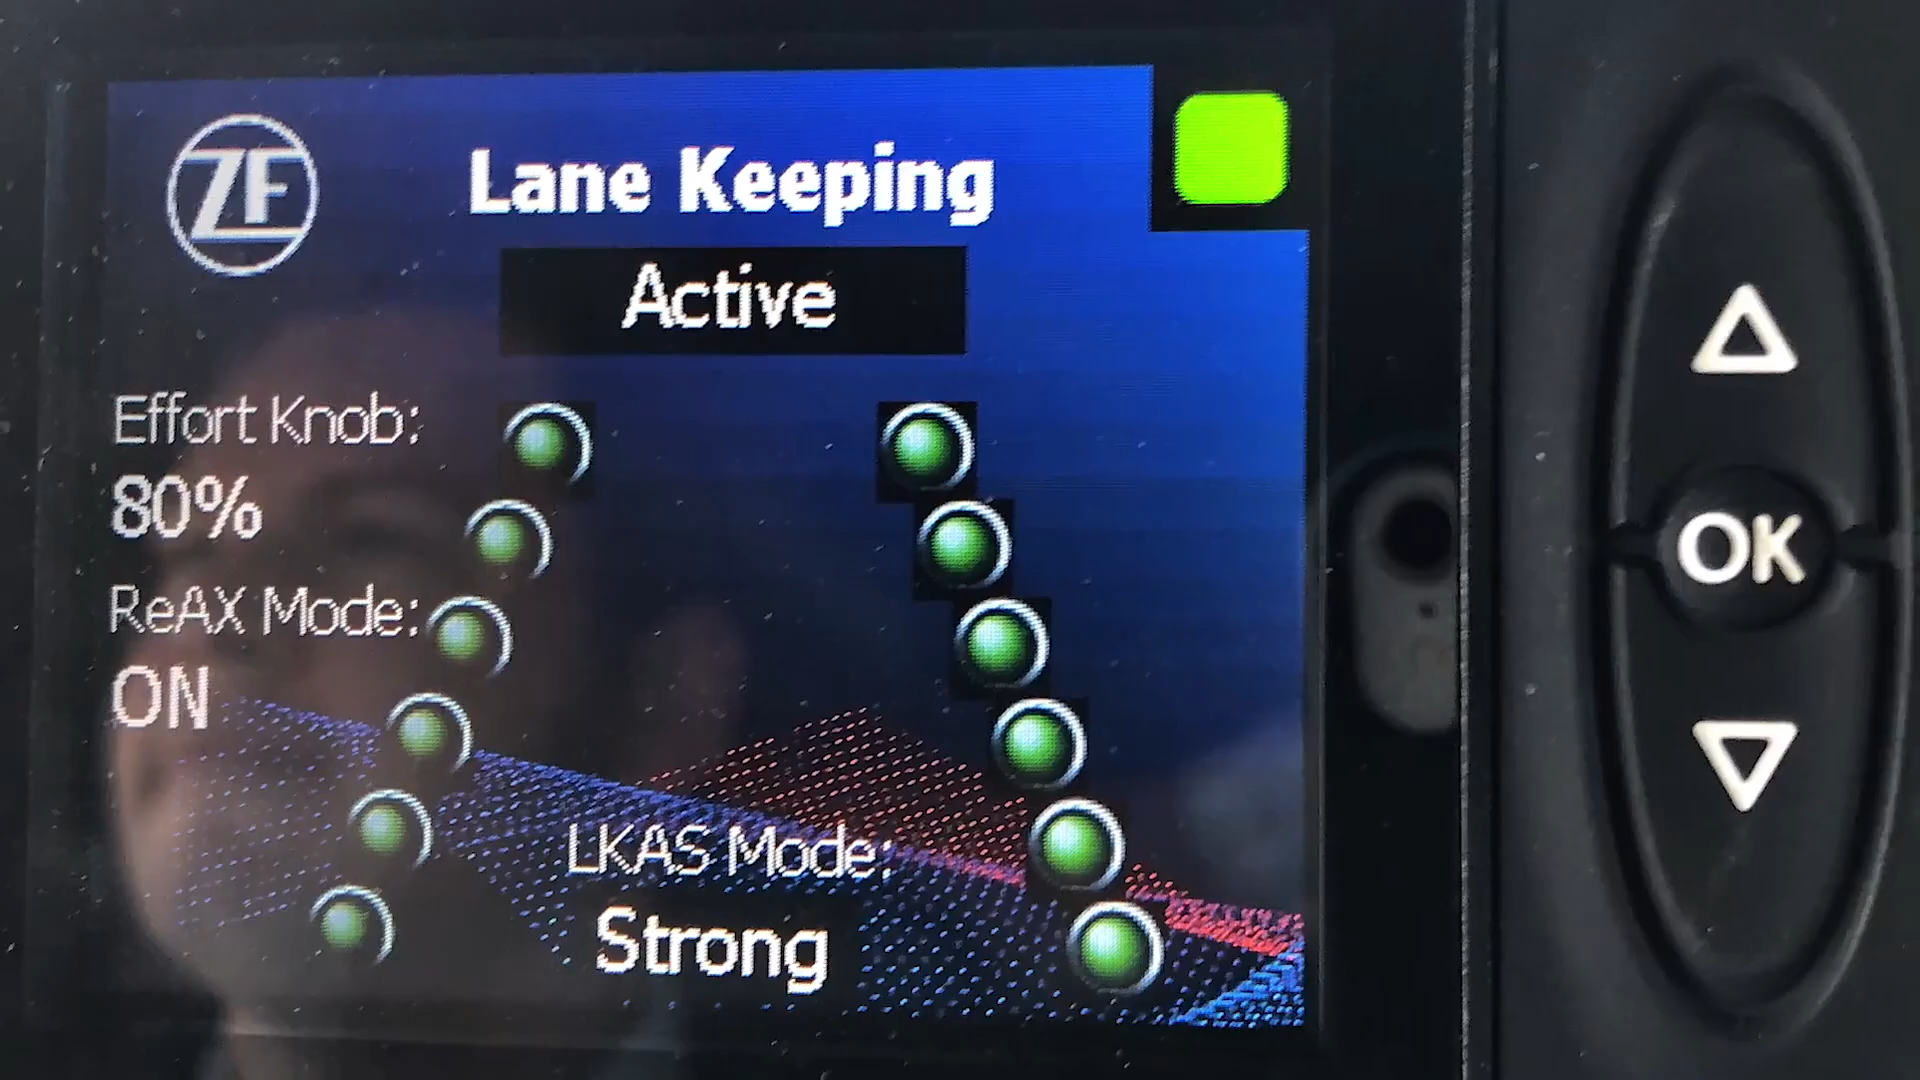 ZF
Lane Keeping
Active
Effort Knob:
80%
ReAX Mode:
ON
LKAS Mode:
Strong
OK